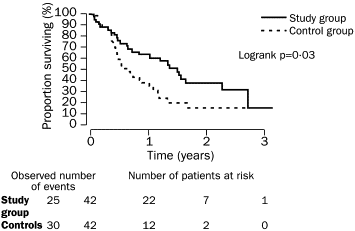 Proportion surviving (%)
100
90
80
70
60
50
40
30
20
10
0
Study group
Control group
Logrank p=0·03
0 1 2 3
Time (years)
Observed number of events
Number of patients at risk
Study group 25 42 22 7 1
Controls 30 42 12 2 0